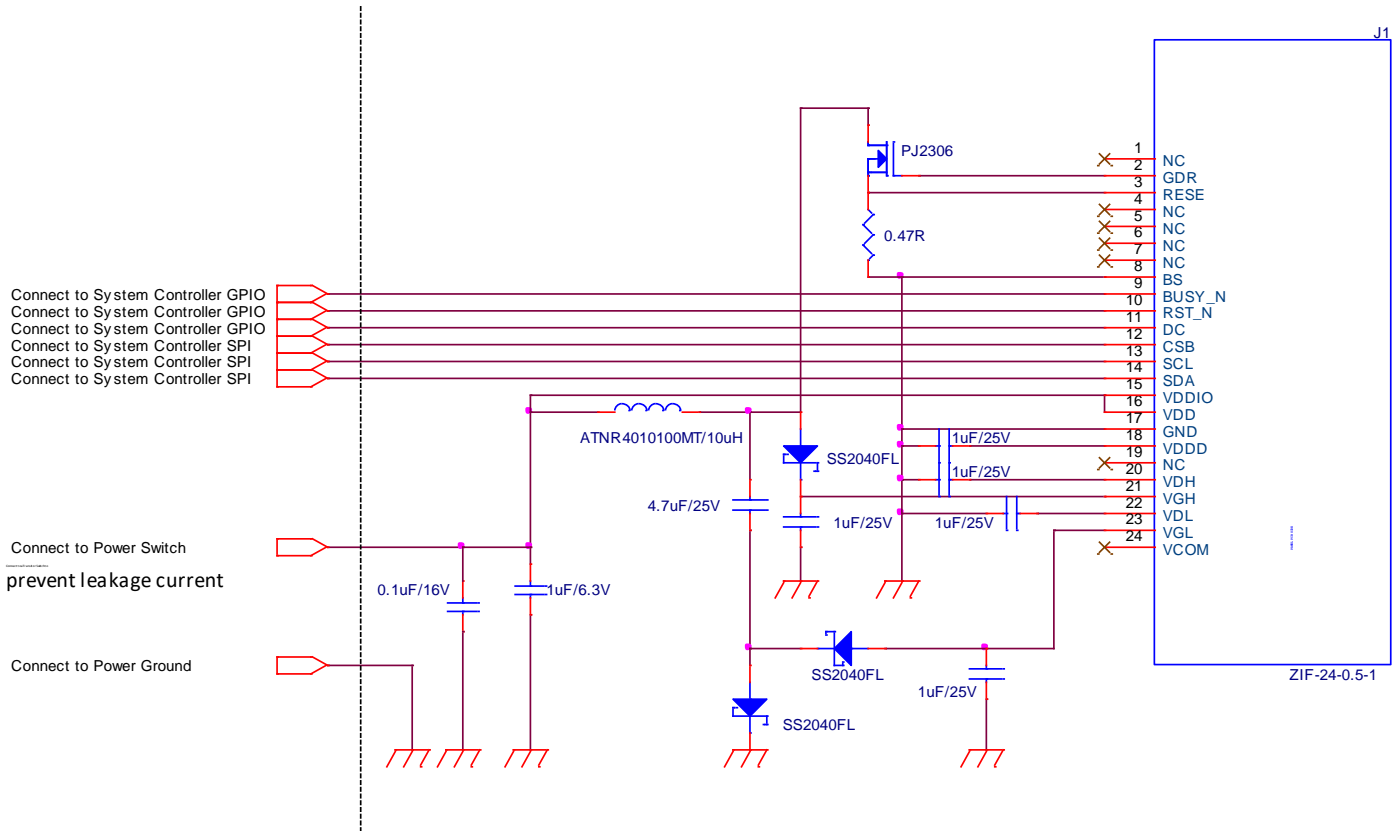 J1
PJ2306
0.47R
1
2
3
4
5
6
7
8
9
10
11
12
13
14
15
16
17
18
19
20
21
22
23
24
NC
GDR
RESE
NC
NC
NC
NC
BS
BUSY_N
RST_N
DC
CSB
SCL
SDA
VDDIO
VDD
GND
VDDD
NC
VDH
VGH
VDL
VGL
VCOM
Connect to System Controller GPIO
Connect to System Controller GPIO
Connect to System Controller GPIO
Connect to System Controller SPI
Connect to System Controller SPI
Connect to System Controller SPI
ATNR4010100MT/10uH
SS2040FL
1uF/25V
1uF/25V
4.7uF/25V
1uF/25V
1uF/25V
Connect to Power Switch
prevent leakage current
0.1uF/16V
1uF/6.3V
Connect to Power Ground
SS2040FL
1uF/25V
SS2040FL
ZIF-24-0.5-1